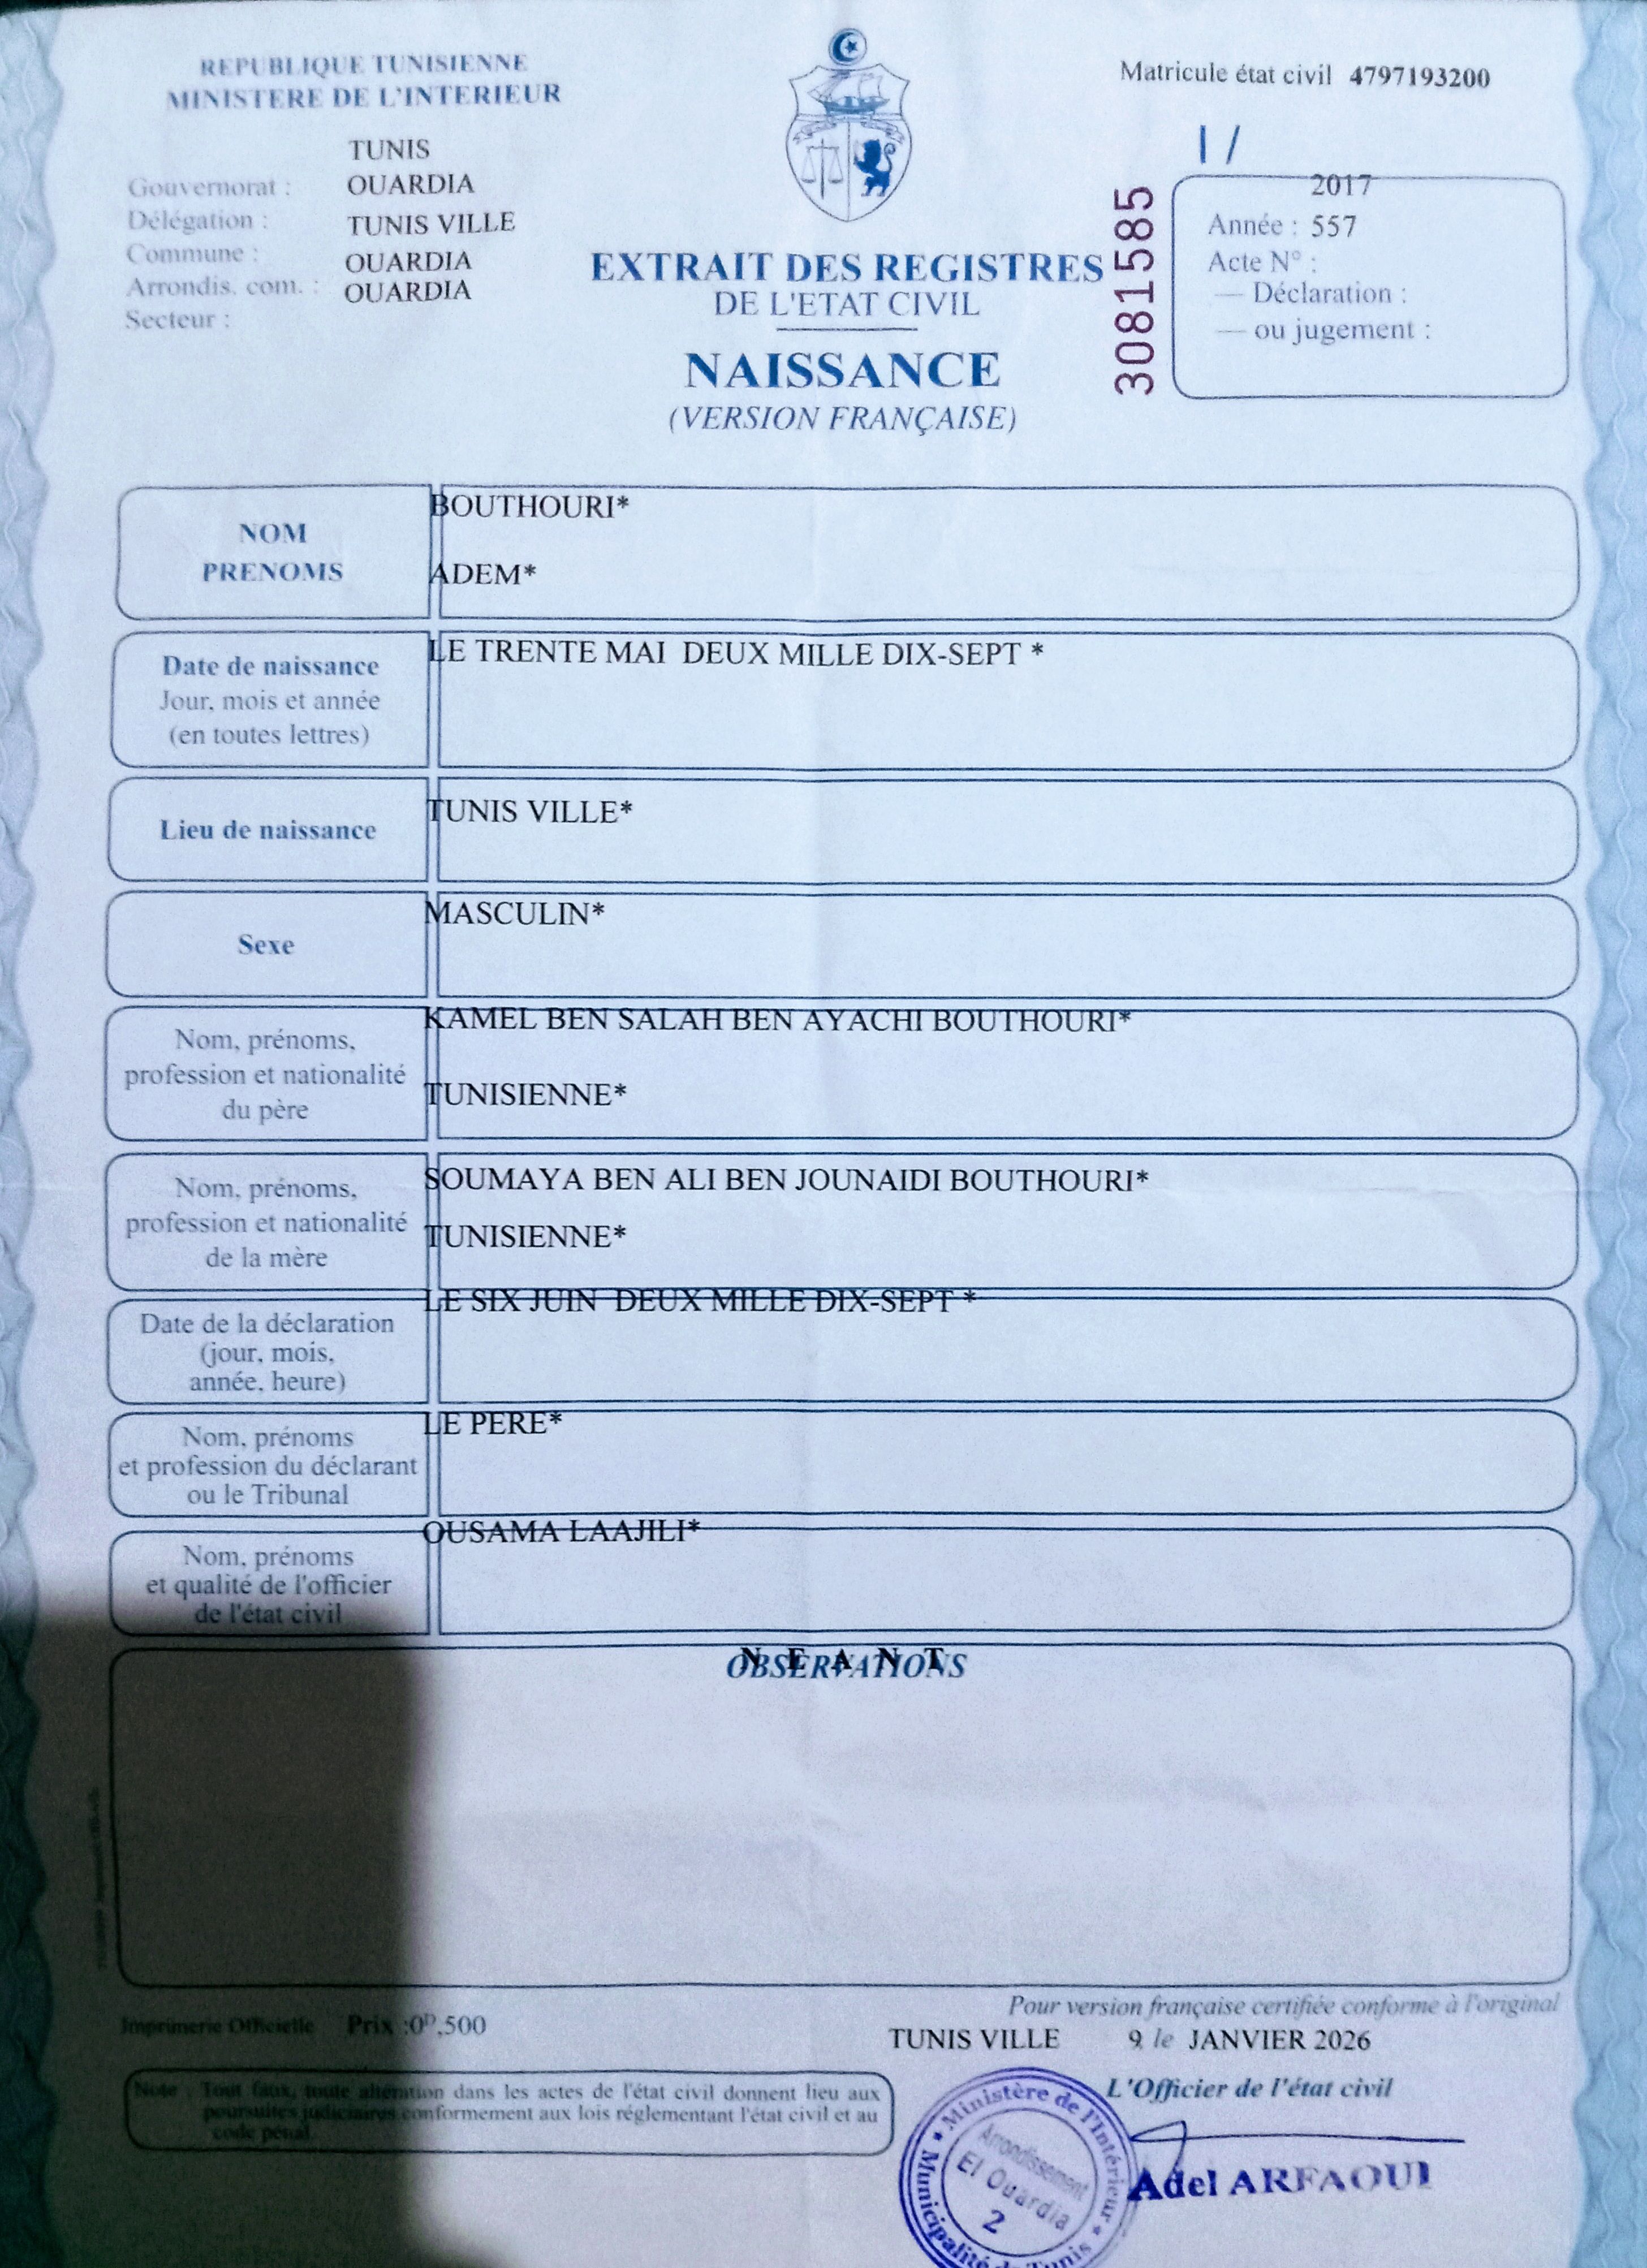 REPUBLIQUE TUNISIENNE
MINISTERE DE L'INTERIEUR
Matricule état civil 4797193200
TUNIS
Gouvernorat : OUARDIA
Délégation : TUNIS VILLE
Commune : OUARDIA
Arrondis. com. : OUARDIA
Secteur :
EXTRAIT DES REGISTRES
DE L'ETAT CIVIL
NAISSANCE
(VERSION FRANÇAISE)
3081585
1 /
2017
Année : 557
Acte N° :
— Déclaration :
— ou jugement :
NOM
PRENOMS
BOUTHOURI*
ADEM*
Date de naissance
Jour, mois et année
(en toutes lettres)
LE TRENTE MAI DEUX MILLE DIX-SEPT *
Lieu de naissance
TUNIS VILLE*
Sexe
MASCULIN*
Nom, prénoms,
profession et nationalité
du père
KAMEL BEN SALAH BEN AYACHI BOUTHOURI*
TUNISIENNE*
Nom, prénoms,
profession et nationalité
de la mère
SOUMAYA BEN ALI BEN JOUNAIDI BOUTHOURI*
TUNISIENNE*
Date de la déclaration
(jour, mois,
année, heure)
LE SIX JUIN DEUX MILLE DIX-SEPT *
Nom, prénoms
et profession du déclarant
ou le Tribunal
LE PERE*
Nom, prénoms
et qualité de l'officier
de l'état civil
OUSAMA LAAJILI*
N E A N T
OBSERVATIONS
Imprimerie Officielle Prix :0ᴰ,500
Pour version française certifiée conforme à l'original
TUNIS VILLE 9 le JANVIER 2026
L'Officier de l'état civil
Note : Tout faux, toute altération dans les actes de l'état civil donnent lieu aux
poursuites judiciaires conformement aux lois réglementant l'état civil et au
code pénal.
Ministère de l'Intérieur
Municipalité de Tunis
Arrondissement
El Ouardia
2
Adel ARFAOUI